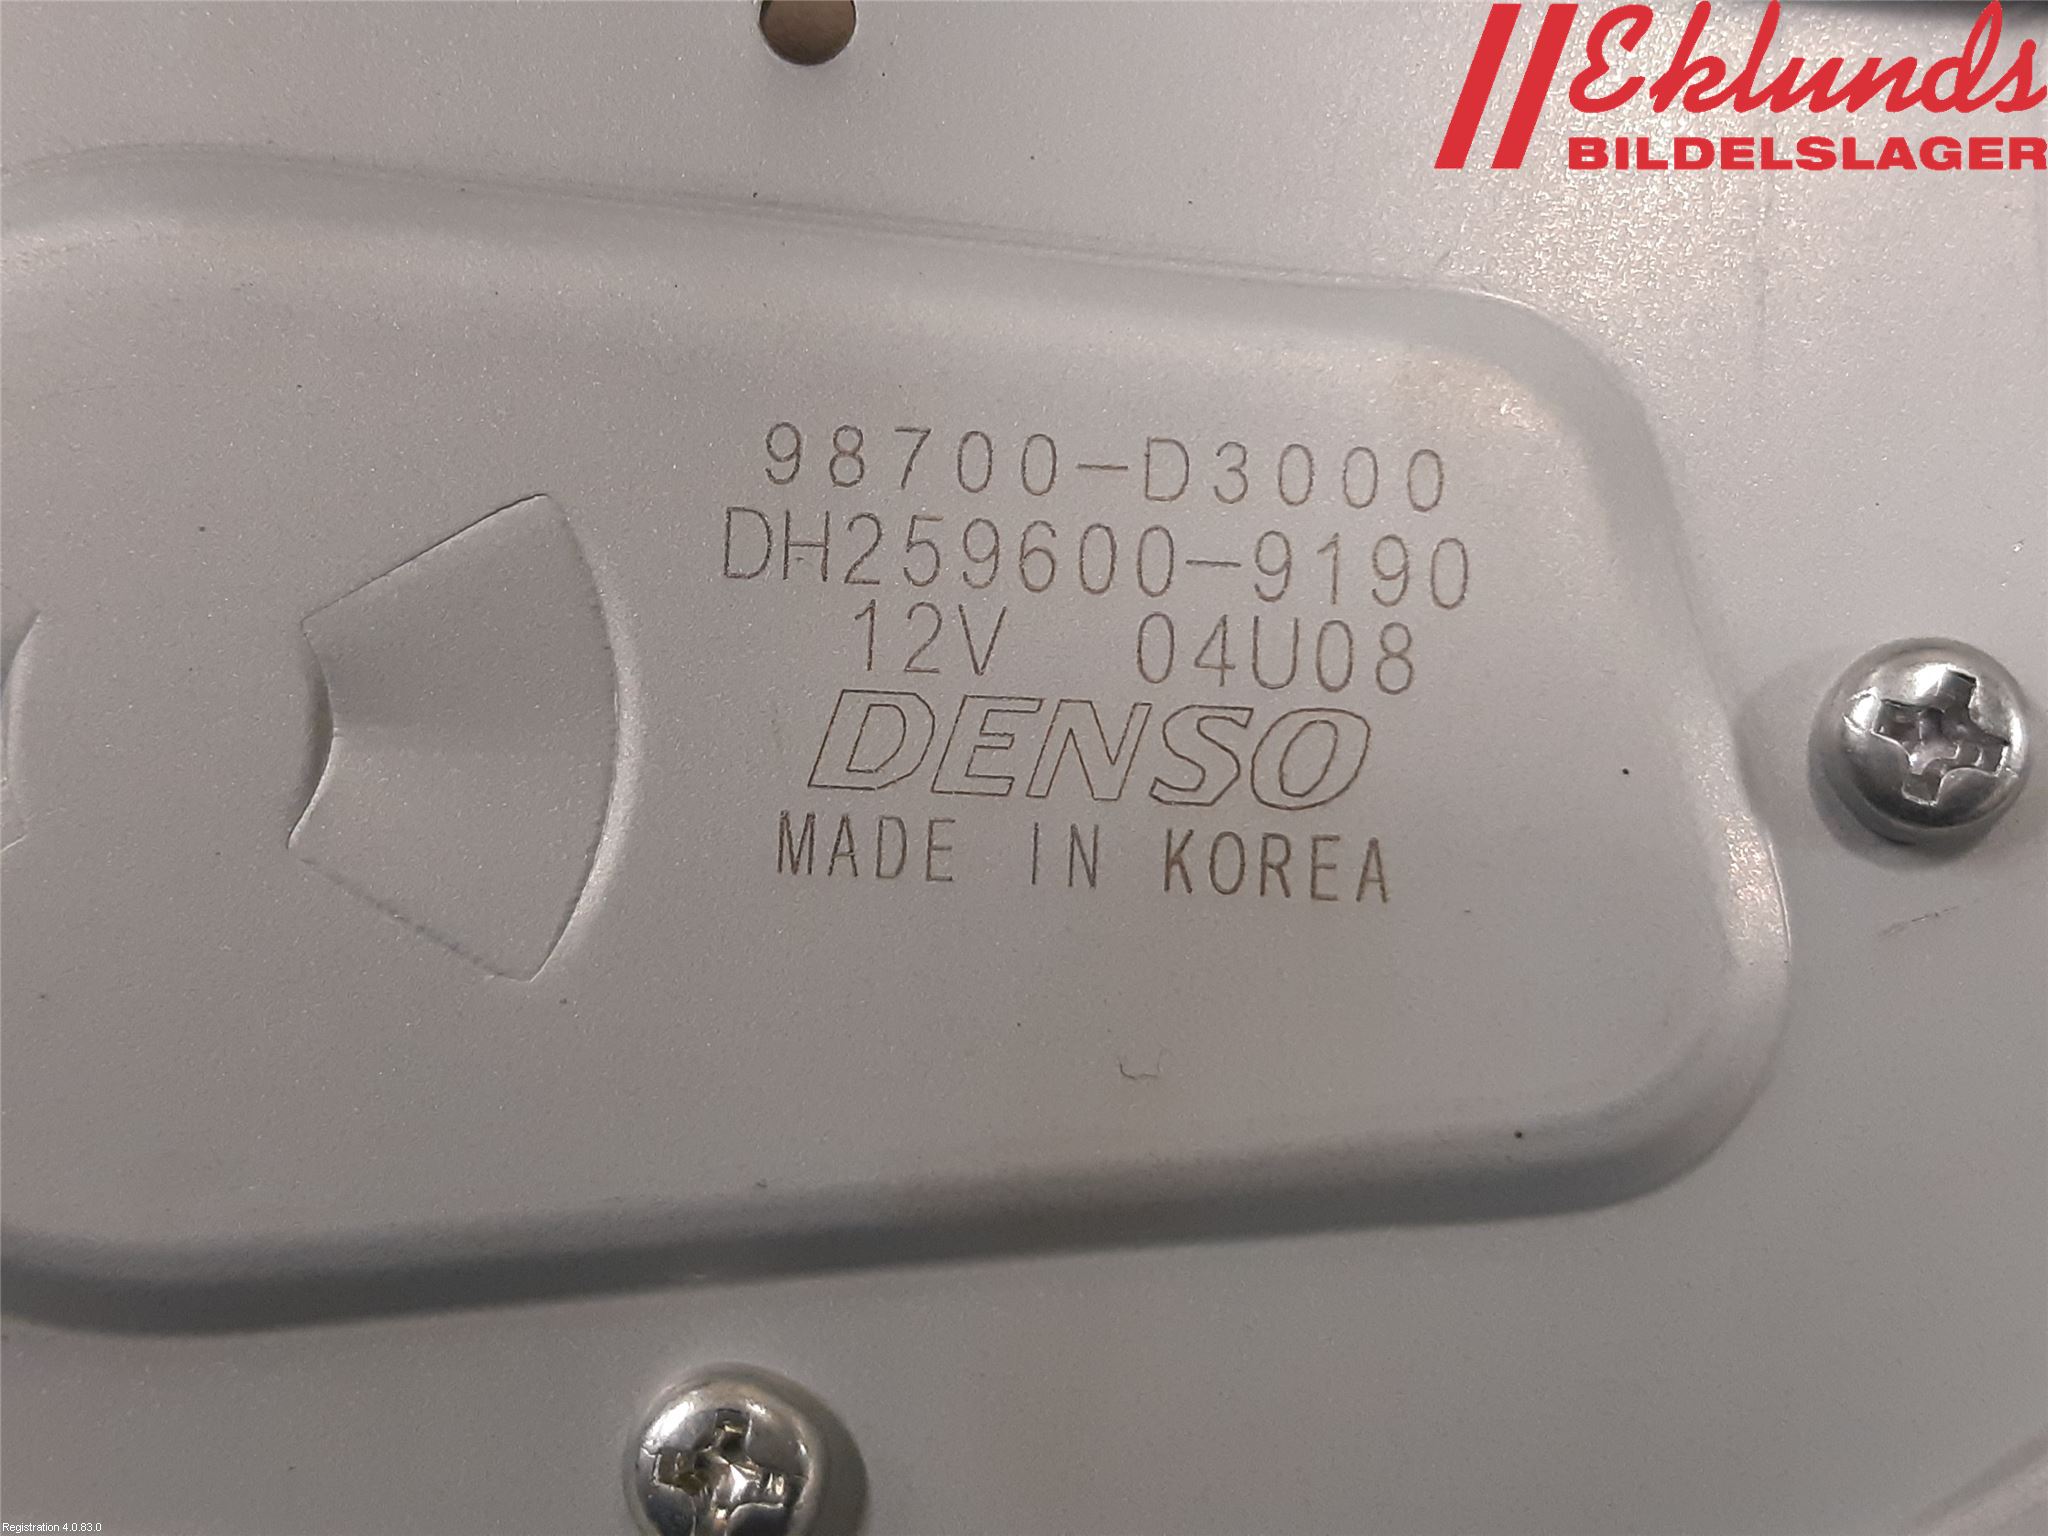 Eklunds
BILDELSLAGER
98700-D3000
DH259600-9190
12V 04U08
DENSO
MADE IN KOREA
Registration 4.0.83.0